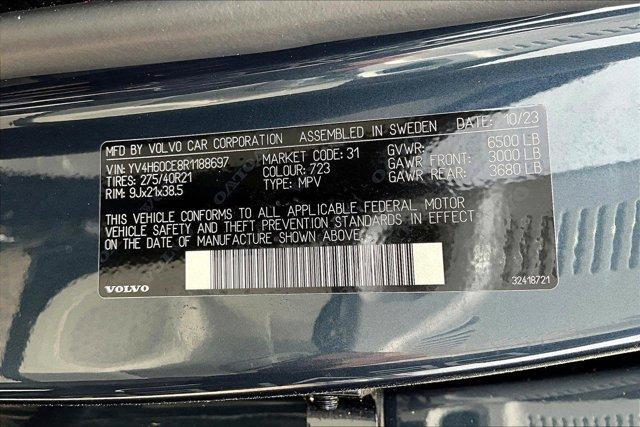 MFD BY VOLVO CAR CORPORATION ASSEMBLED IN SWEDEN DATE: 10/23
VIN: YV4H60CE8R1188697 MARKET CODE: 31 GVWR: 6500 LB
TIRES: 275/40R21 COLOUR: 723 GAWR FRONT: 3000 LB
RIM: 9Jx21x38.5 TYPE: MPV GAWR REAR: 3680 LB
THIS VEHICLE CONFORMS TO ALL APPLICABLE FEDERAL MOTOR
VEHICLE SAFETY AND THEFT PREVENTION STANDARDS IN EFFECT
ON THE DATE OF MANUFACTURE SHOWN ABOVE.
VOLVO 32418721